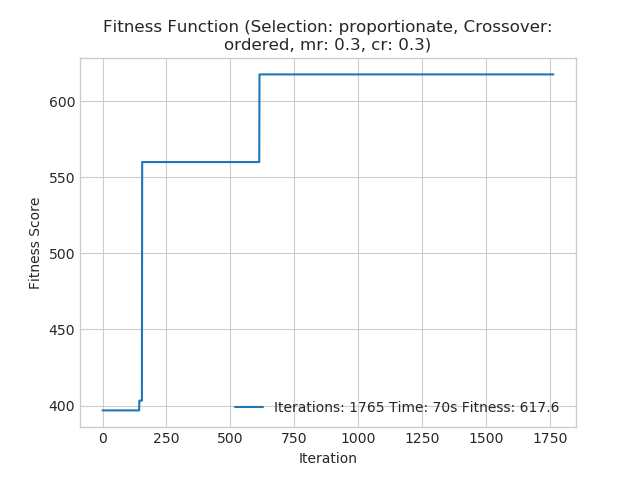 Fitness Function (Selection: proportionate, Crossover:
ordered, mr: 0.3, cr: 0.3)
Fitness Score
600
550
500
450
400
Iterations: 1765 Time: 70s Fitness: 617.6
0 250 500 750 1000 1250 1500 1750
Iteration